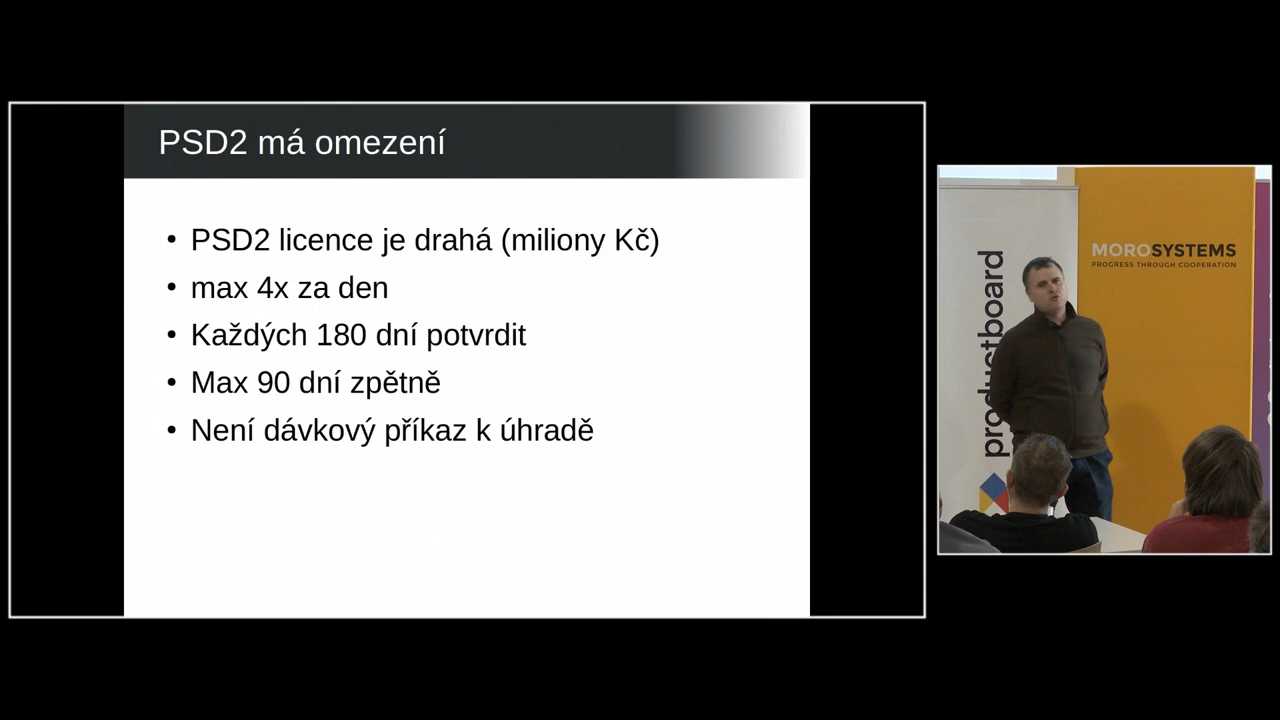 PSD2 má omezení
PSD2 licence je drahá (miliony Kč)
max 4x za den
Každých 180 dní potvrdit
Max 90 dní zpětně
Není dávkový příkaz k úhradě
productboard
MOROSYSTEMS
PROGRESS THROUGH COOPERATION